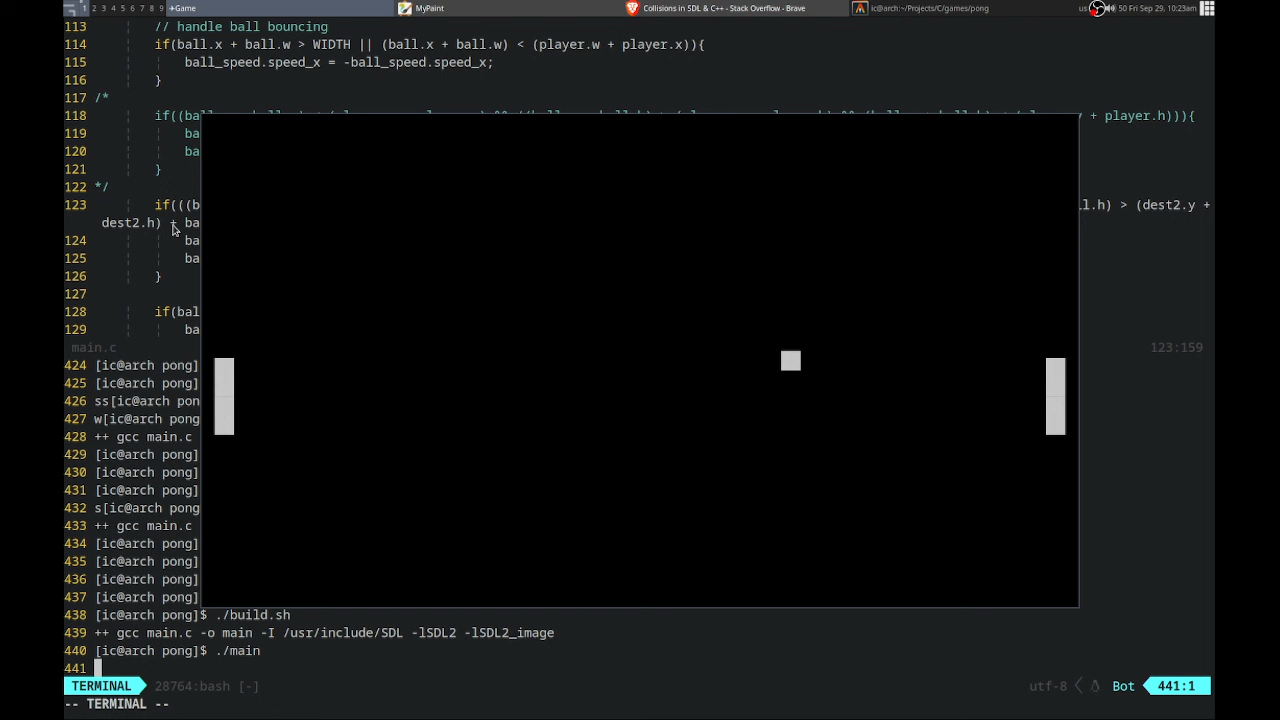 1 2 3 4 5 6 7 8 9 +Game MyPaint Collisions in SDL & C++ - Stack Overflow - Brave ic@arch:~/Projects/C/games/pong us 50 Fri Sep 29, 10:23am
113 // handle ball bouncing
114 if(ball.x + ball.w > WIDTH || (ball.x + ball.w) < (player.w + player.x)){
115 ball_speed.speed_x = -ball_speed.speed_x;
116 }
117 /*
118 if((ba + player.h))){
119 ba
120 ba
121 }
122 */
123 if(((b ll.h) > (dest2.y +
dest2.h) + ba
124 ba
125 ba
126 }
127
128 if(bal
129 ba
main.c 123:159
424 [ic@arch pong]
425 [ic@arch pong]
426 ss[ic@arch pon
427 w[ic@arch pong
428 ++ gcc main.c
429 [ic@arch pong]
430 [ic@arch pong]
431 [ic@arch pong]
432 s[ic@arch pong
433 ++ gcc main.c
434 [ic@arch pong]
435 [ic@arch pong]
436 [ic@arch pong]
437 [ic@arch pong]
438 [ic@arch pong]$ ./build.sh
439 ++ gcc main.c -o main -I /usr/include/SDL -lSDL2 -lSDL2_image
440 [ic@arch pong]$ ./main
441
TERMINAL 28764:bash [-] utf-8 Bot 441:1
-- TERMINAL --